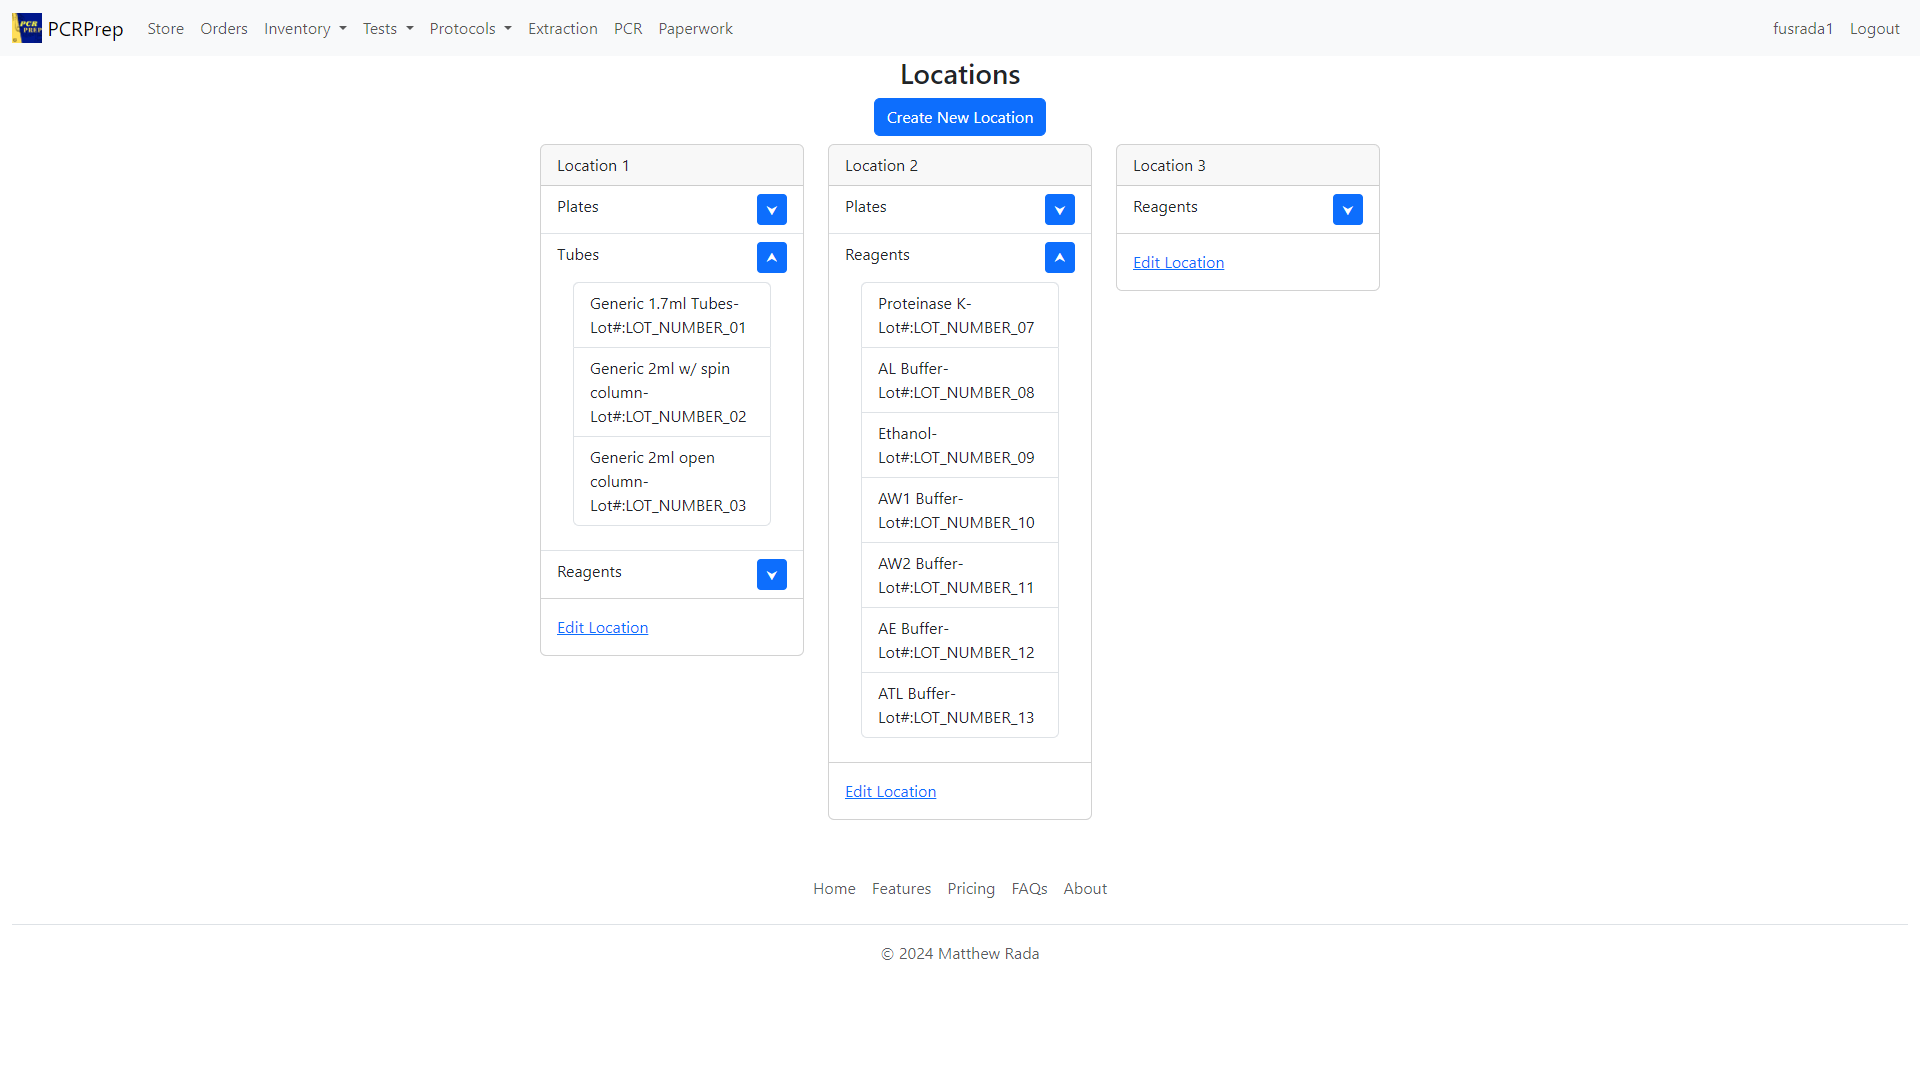 PCR PREP PCRPrep Store Orders Inventory Tests Protocols Extraction PCR Paperwork fusrada1 Logout
Locations
Create New Location
Location 1
Plates
Tubes
Generic 1.7ml Tubes-
Lot#:LOT_NUMBER_01
Generic 2ml w/ spin
column-
Lot#:LOT_NUMBER_02
Generic 2ml open
column-
Lot#:LOT_NUMBER_03
Reagents
Edit Location
Location 2
Plates
Reagents
Proteinase K-
Lot#:LOT_NUMBER_07
AL Buffer-
Lot#:LOT_NUMBER_08
Ethanol-
Lot#:LOT_NUMBER_09
AW1 Buffer-
Lot#:LOT_NUMBER_10
AW2 Buffer-
Lot#:LOT_NUMBER_11
AE Buffer-
Lot#:LOT_NUMBER_12
ATL Buffer-
Lot#:LOT_NUMBER_13
Edit Location
Location 3
Reagents
Edit Location
Home Features Pricing FAQs About
© 2024 Matthew Rada